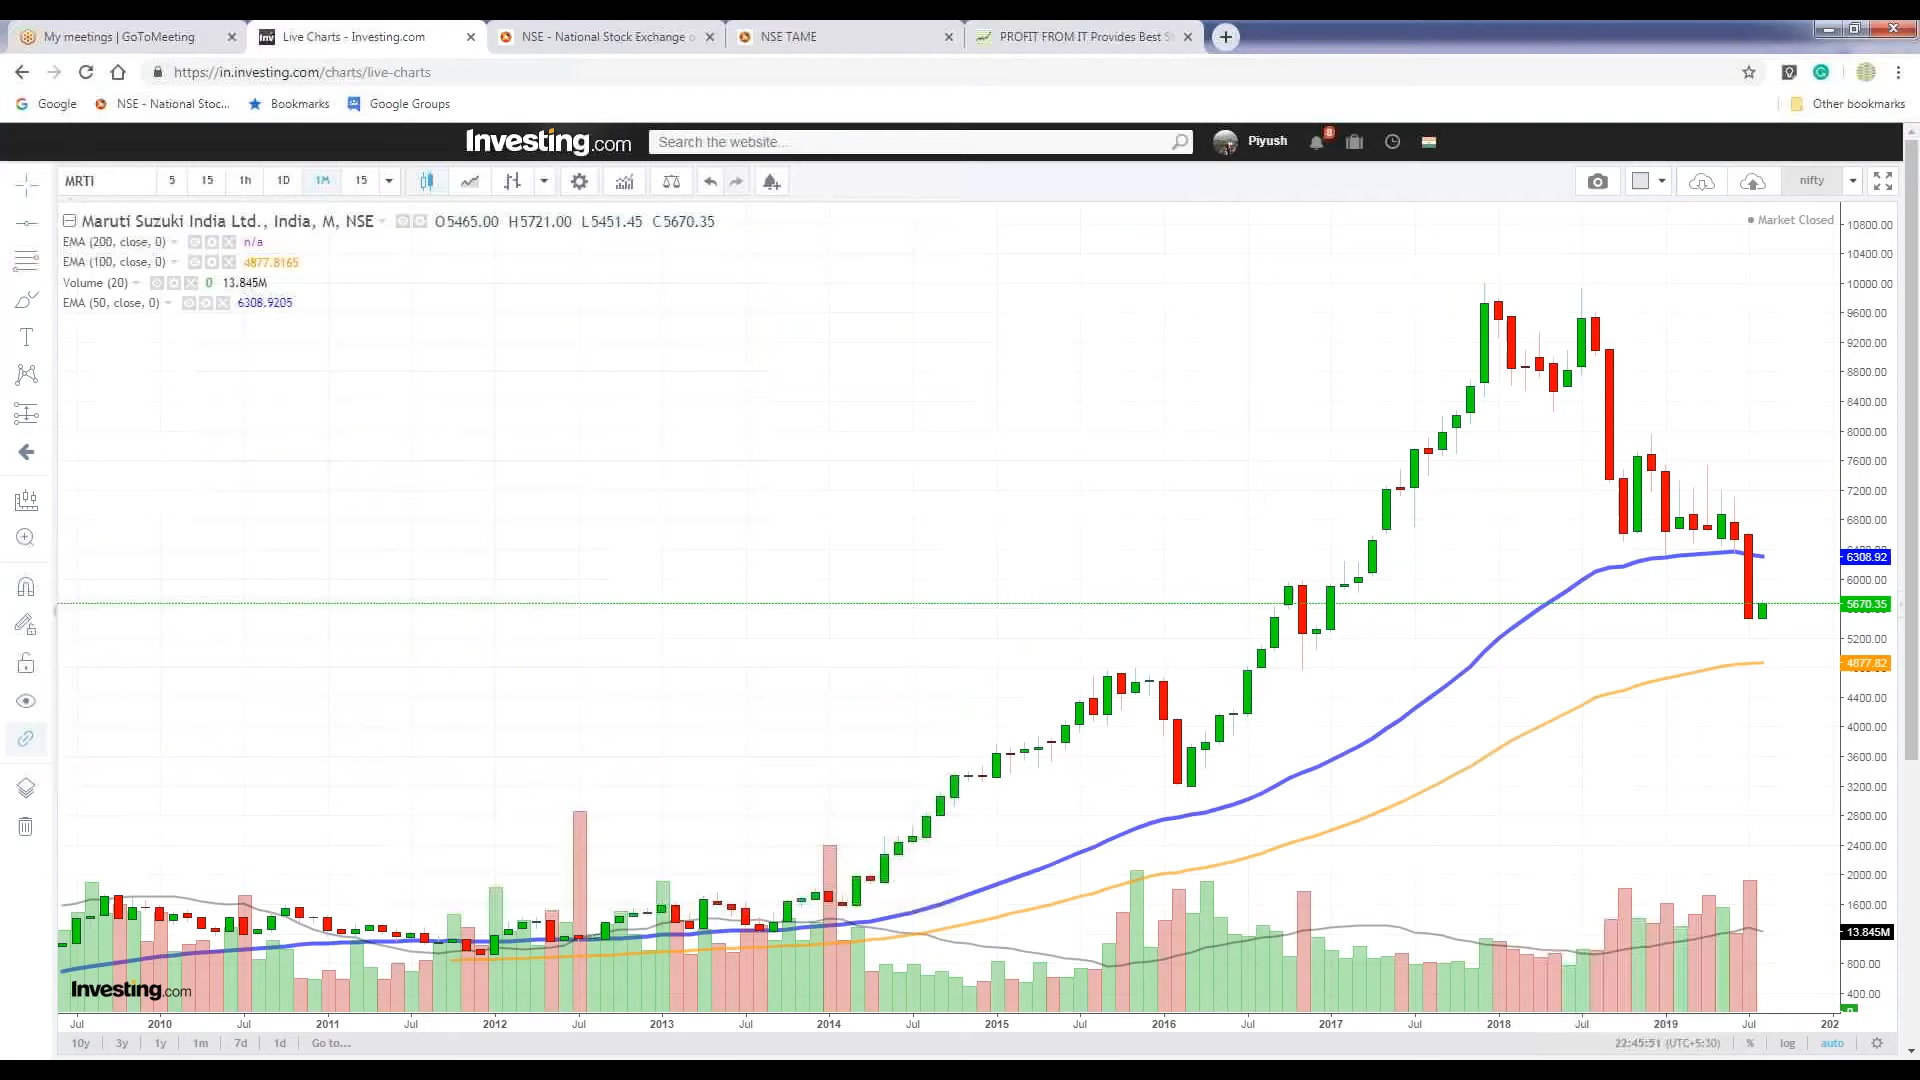 My meetings | GoToMeeting
Live Charts - Investing.com
NSE - National Stock Exchange o
NSE TAME
PROFIT FROM IT Provides Best S
https://in.investing.com/charts/live-charts
Google
NSE - National Stoc...
Bookmarks
Google Groups
Other bookmarks
Investing.com
Search the website...
Piyush
8
MRTI
5
15
1h
1D
1M
15
nifty
Maruti Suzuki India Ltd., India, M, NSE
O5465.00 H5721.00 L5451.45 C5670.35
Market Closed
EMA (200, close, 0)
n/a
EMA (100, close, 0)
4877.8165
Volume (20)
0 13.845M
EMA (50, close, 0)
6308.9205
10800.00
10400.00
10000.00
9600.00
9200.00
8800.00
8400.00
8000.00
7600.00
7200.00
6800.00
6308.92
6000.00
5670.35
5200.00
4877.82
4400.00
4000.00
3600.00
3200.00
2800.00
2400.00
2000.00
1600.00
13.845M
800.00
400.00
Investing.com
Jul 2010 Jul 2011 Jul 2012 Jul 2013 Jul 2014 Jul 2015 Jul 2016 Jul 2017 Jul 2018 Jul 2019 Jul 202
10y 3y 1y 1m 7d 1d Go to...
22:45:51 (UTC+5:30) % log auto